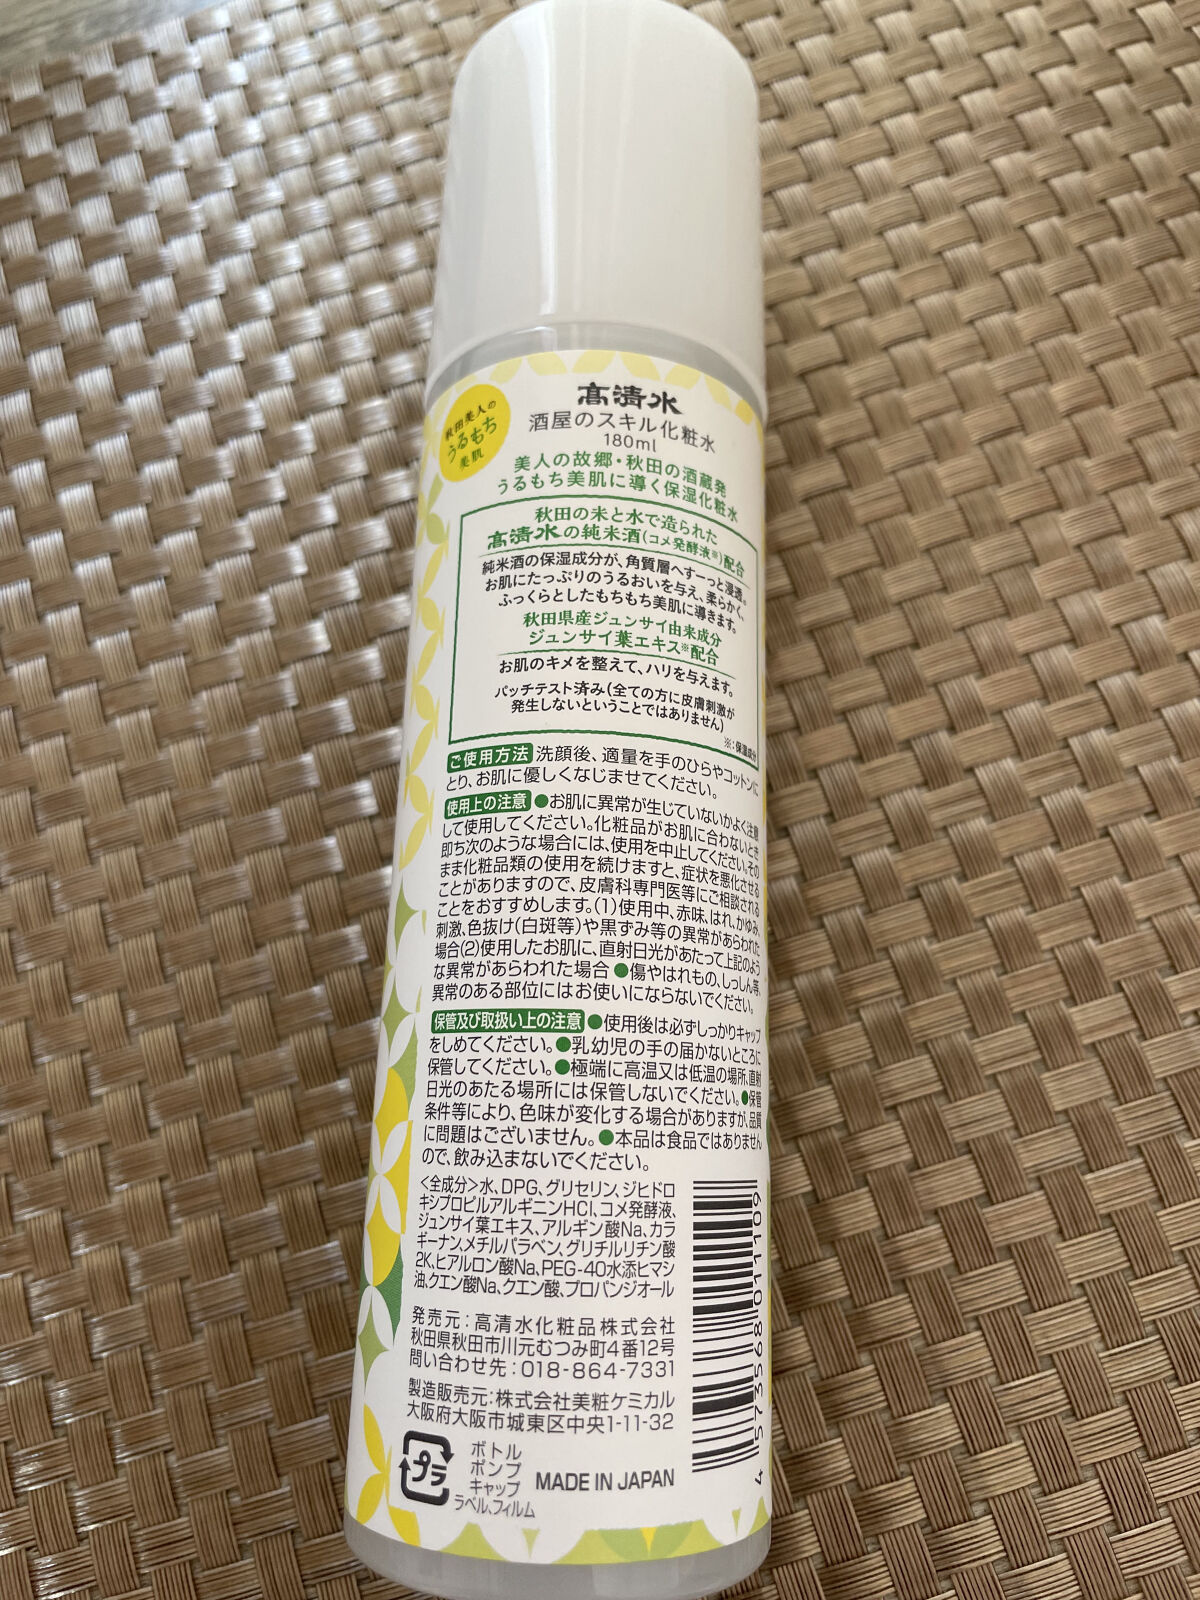 秋田美人の
うるもち
美肌
髙清水
酒屋のスキル化粧水
180ml
美人の故郷・秋田の酒蔵発
うるもち美肌に導く保湿化粧水
秋田の米と水で造られた
髙清水の純米酒(コメ発酵液※)配合
純米酒の保湿成分が、角質層へすーっと浸透。
お肌にたっぷりのうるおいを与え、柔らかく、
ふっくらとしたもちもち美肌に導きます。
秋田県産ジュンサイ由来成分
ジュンサイ葉エキス※配合
お肌のキメを整えて、ハリを与えます。
パッチテスト済み(全ての方に皮膚刺激が
発生しないということではありません)
※:保湿成分
ご使用方法 洗顔後、適量を手のひらやコットンに
とり、お肌に優しくなじませてください。
使用上の注意 ●お肌に異常が生じていないかよく注意
して使用してください。化粧品がお肌に合わないとき
即ち次のような場合には、使用を中止してください。その
まま化粧品類の使用を続けますと、症状を悪化させる
ことがありますので、皮膚科専門医等にご相談される
ことをおすすめします。(1)使用中、赤味、はれ、かゆみ、
刺激、色抜け(白斑等)や黒ずみ等の異常があらわれた
場合(2)使用したお肌に、直射日光があたって上記のよう
な異常があらわれた場合 ●傷やはれもの、しっしん等、
異常のある部位にはお使いにならないでください。
保管及び取扱い上の注意 ●使用後は必ずしっかりキャップ
をしめてください。●乳幼児の手の届かないところに
保管してください。●極端に高温又は低温の場所、直射
日光のあたる場所には保管しないでください。●保管
条件等により、色味が変化する場合がありますが、品質
に問題はございません。●本品は食品ではありません
ので、飲み込まないでください。
<全成分>水、DPG、グリセリン、ジヒドロ
キシプロピルアルギニンHCl、コメ発酵液、
ジュンサイ葉エキス、アルギン酸Na、カラ
ギーナン、メチルパラベン、グリチルリチン酸
2K、ヒアルロン酸Na、PEG-40水添ヒマシ
油、クエン酸Na、クエン酸、プロパンジオール
発売元:高清水化粧品株式会社
秋田県秋田市川元むつみ町4番12号
問い合わせ先:018-864-7331
製造販売元:株式会社美粧ケミカル
大阪府大阪市城東区中央1-11-32
プラ
ボトル
ポンプ
キャップ
ラベル、フィルム
MADE IN JAPAN
4 573568 011109